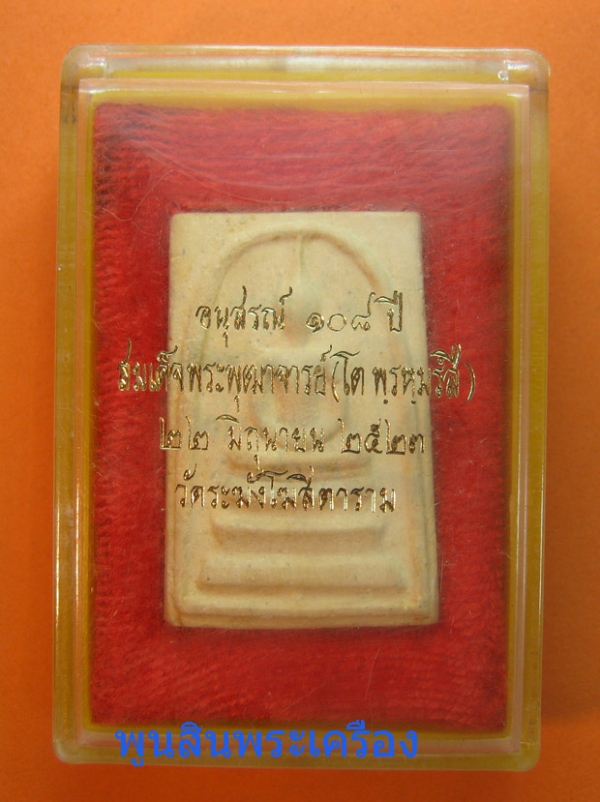 อนุสรณ์ ๑๐๘ ปี
สมเด็จพระพุฒาจารย์(โต พฺรหฺมรํสี)
๒๒ มิถุนายน ๒๕๒๓
วัดระฆังโฆสิตาราม
พูนสินพระเครื่อง